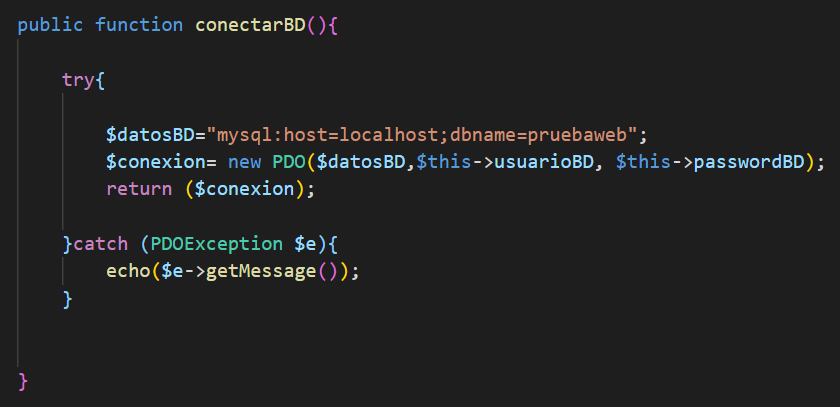 public function conectarBD(){
try{
$datosBD="mysql:host=localhost;dbname=pruebaweb";
$conexion= new PDO($datosBD,$this->usuarioBD, $this->passwordBD);
return ($conexion);
}catch (PDOException $e){
echo($e->getMessage());
}
}